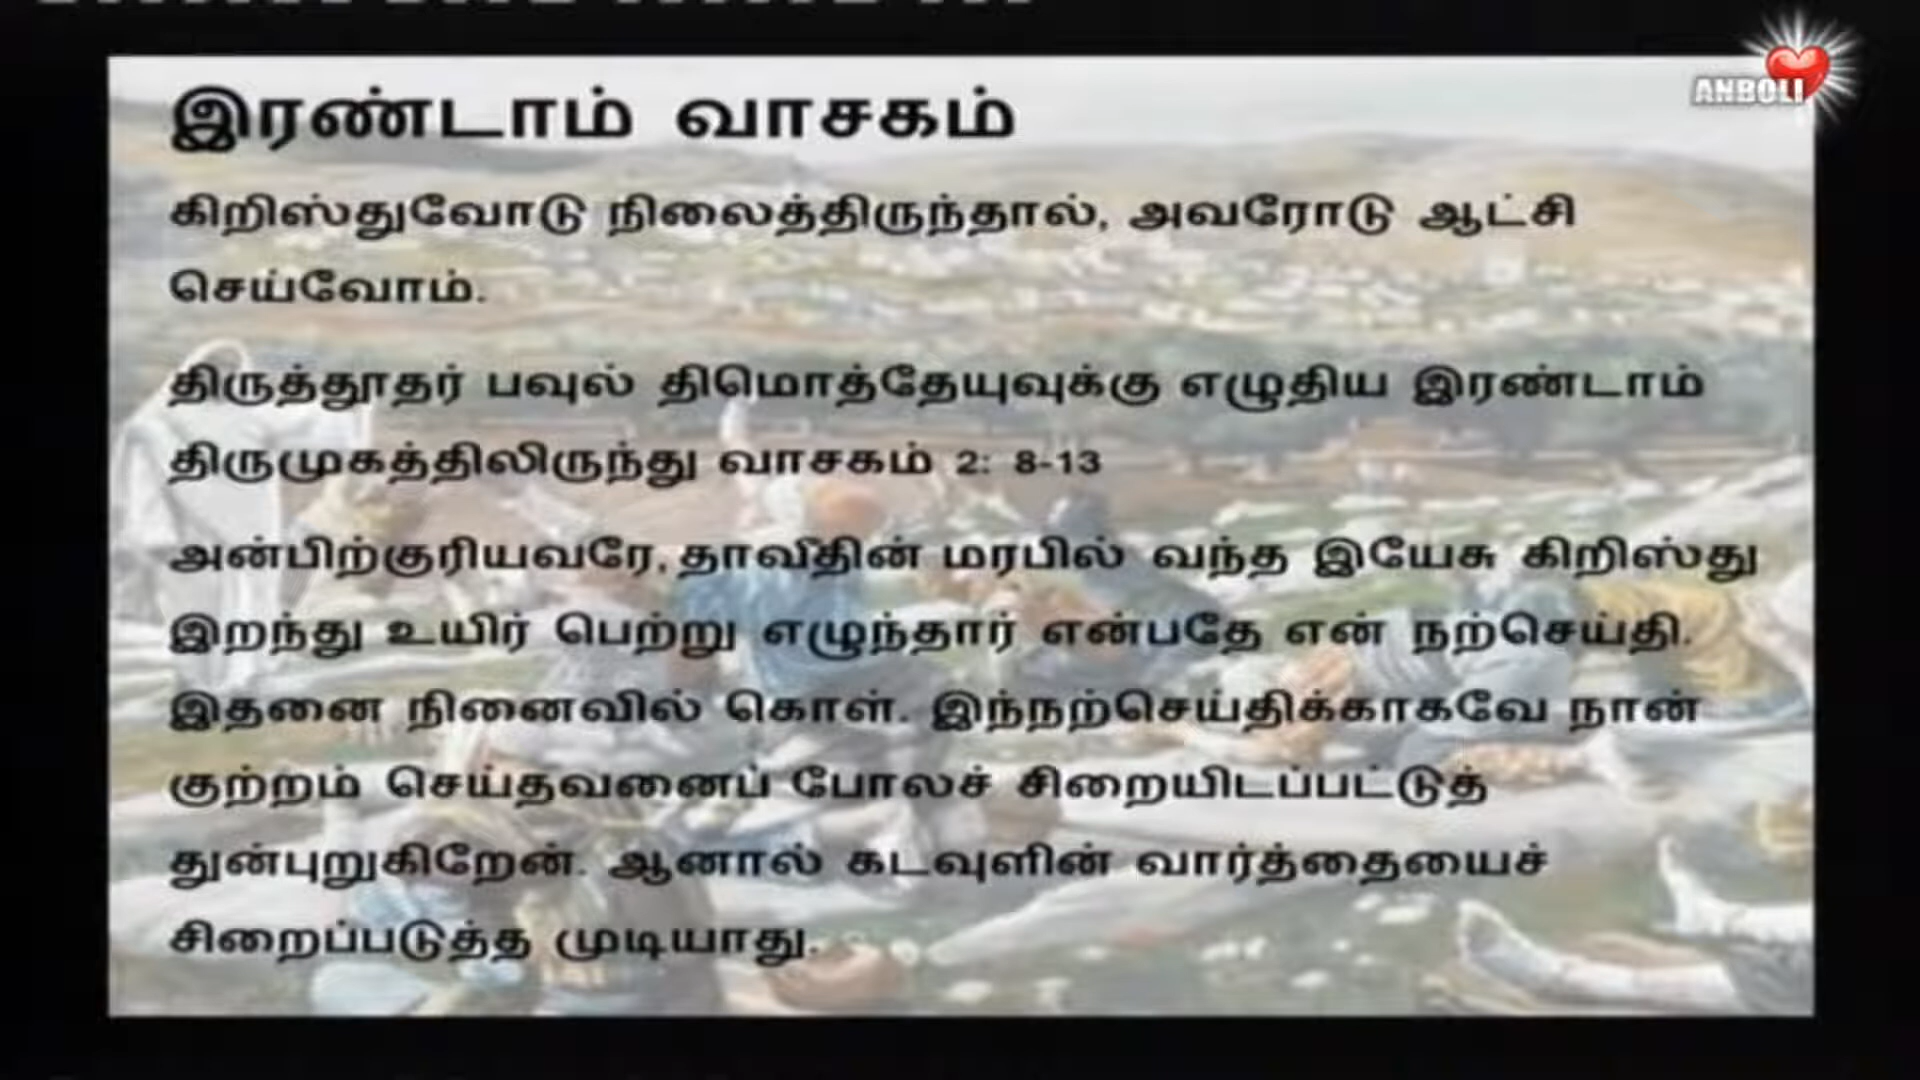 ANBOLI
இரண்டாம் வாசகம்
கிறிஸ்துவோடு நிலைத்திருந்தால், அவரோடு ஆட்சி
செய்வோம்.
திருத்தூதர் பவுல் திமொத்தேயுவுக்கு எழுதிய இரண்டாம்
திருமுகத்திலிருந்து வாசகம் 2: 8-13
அன்பிற்குரியவரே, தாவீதின் மரபில் வந்த இயேசு கிறிஸ்து
இறந்து உயிர் பெற்று எழுந்தார் என்பதே என் நற்செய்தி.
இதனை நினைவில் கொள். இந்நற்செய்திக்காகவே நான்
குற்றம் செய்தவனைப் போலச் சிறையிடப்பட்டுத்
துன்புறுகிறேன். ஆனால் கடவுளின் வார்த்தையைச்
சிறைப்படுத்த முடியாது.